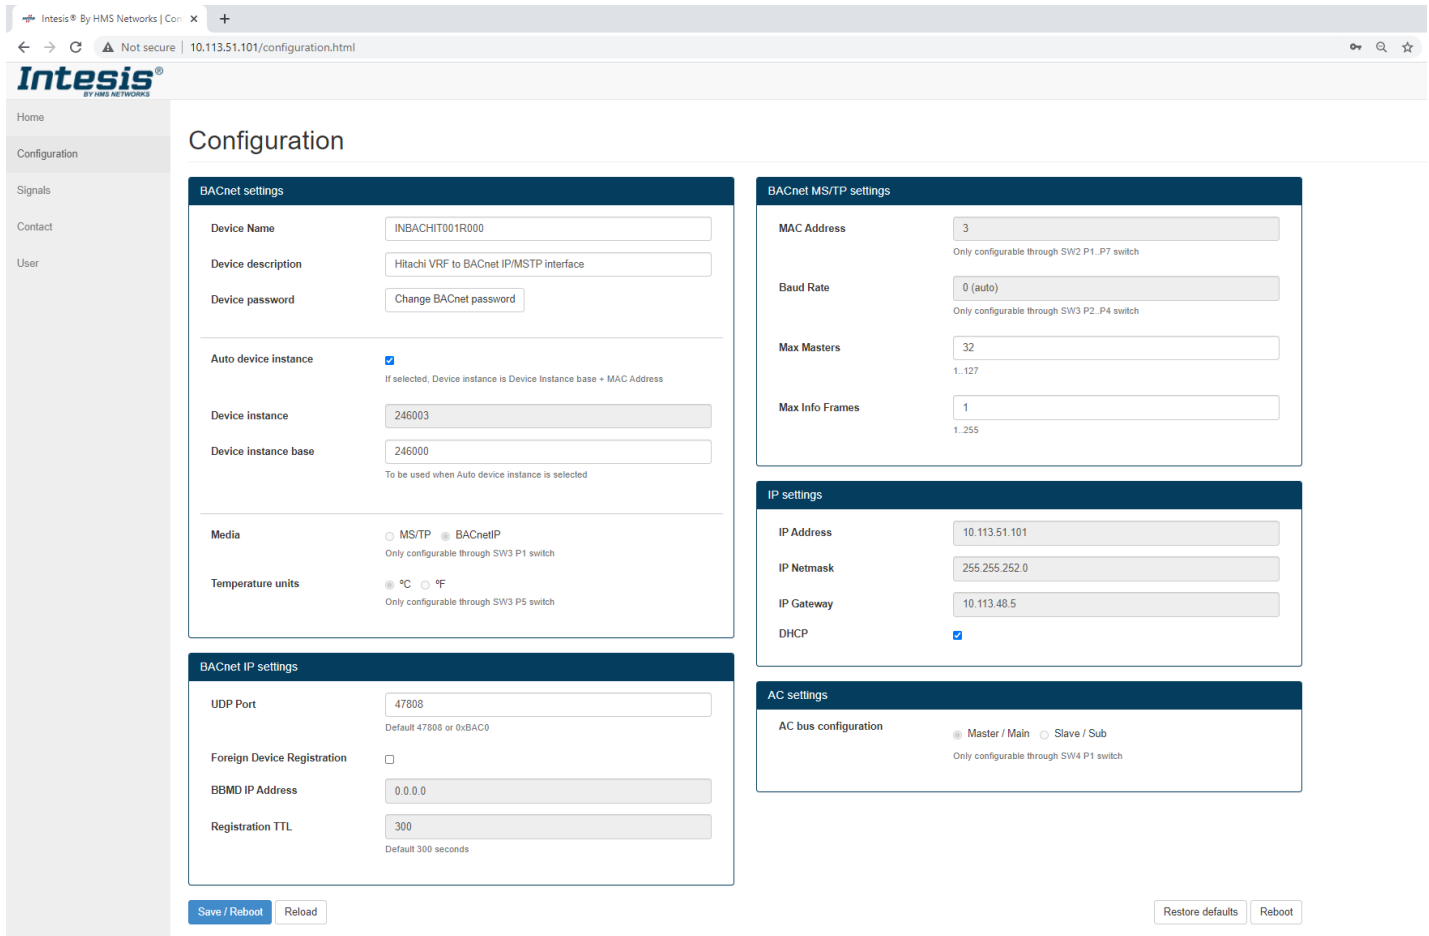 Intesis® By HMS Networks | Con
Not secure | 10.113.51.101/configuration.html
Intesis®
BY HMS NETWORKS
Home
Configuration
Signals
Contact
User
Configuration
BACnet settings
Device Name
INBACHIT001R000
Device description
Hitachi VRF to BACnet IP/MSTP interface
Device password
Change BACnet password
Auto device instance
If selected, Device instance is Device Instance base + MAC Address
Device instance
246003
Device instance base
246000
To be used when Auto device instance is selected
Media
MS/TP BACnetIP
Only configurable through SW3 P1 switch
Temperature units
ºC ºF
Only configurable through SW3 P5 switch
BACnet IP settings
UDP Port
47808
Default 47808 or 0xBAC0
Foreign Device Registration
BBMD IP Address
0.0.0.0
Registration TTL
300
Default 300 seconds
Save / Reboot
Reload
BACnet MS/TP settings
MAC Address
3
Only configurable through SW2 P1..P7 switch
Baud Rate
0 (auto)
Only configurable through SW3 P2..P4 switch
Max Masters
32
1..127
Max Info Frames
1
1..255
IP settings
IP Address
10.113.51.101
IP Netmask
255.255.252.0
IP Gateway
10.113.48.5
DHCP
AC settings
AC bus configuration
Master / Main Slave / Sub
Only configurable through SW4 P1 switch
Restore defaults
Reboot